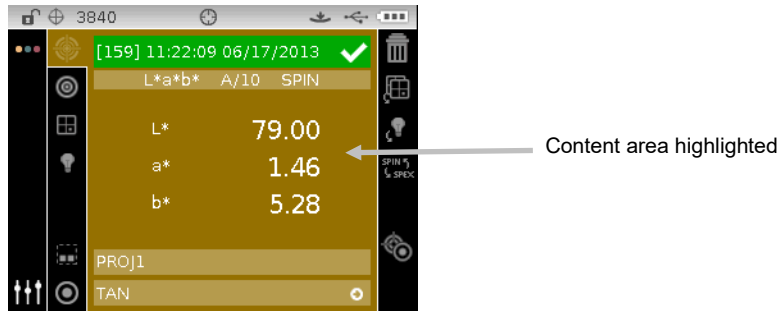 3840
[159] 11:22:09 06/17/2013
L*a*b* A/10 SPIN
L* 79.00
a* 1.46
b* 5.28
SPIN
SPEX
PROJ1
TAN
Content area highlighted